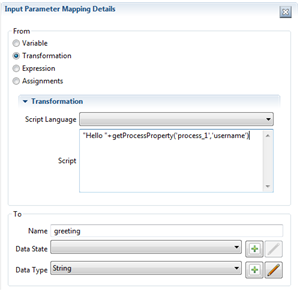 Input Parameter Mapping Details
From
Variable
Transformation
Expression
Assignments
Transformation
Script Language
"Hello "+getProcessProperty('process_1','username')
Script
To
Name greeting
Data State
Data Type String